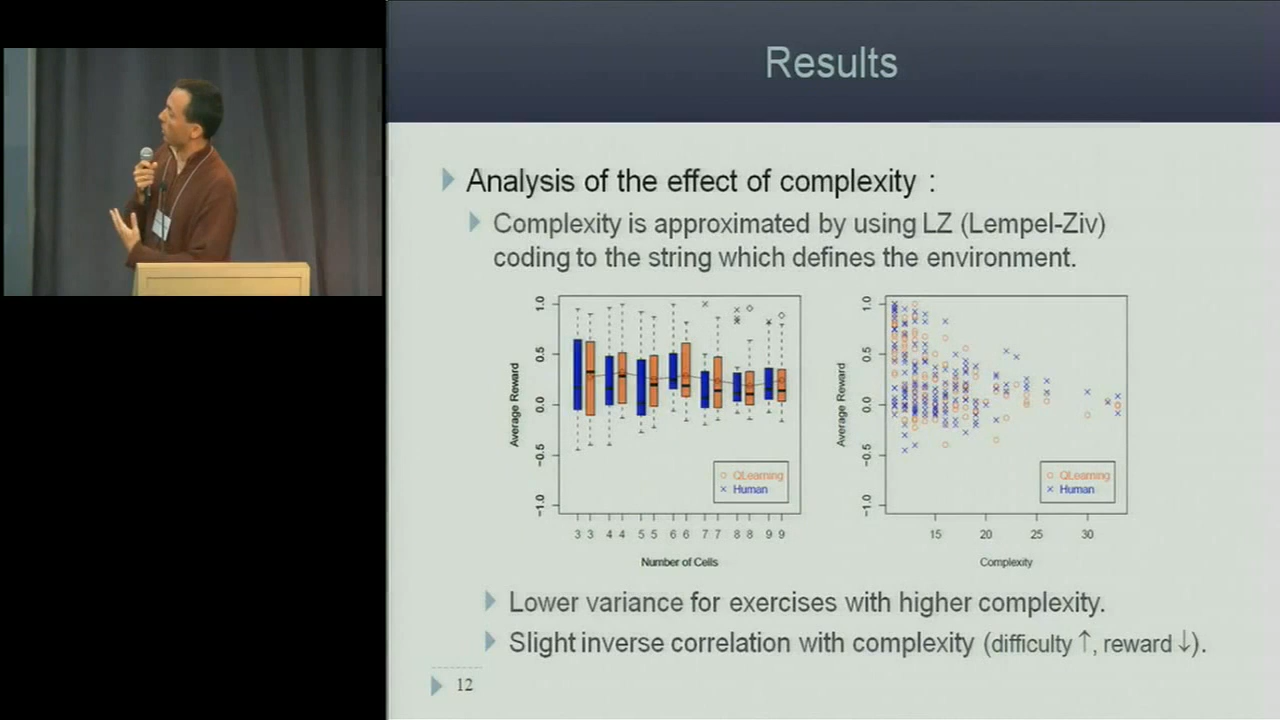 Results
Analysis of the effect of complexity :
Complexity is approximated by using LZ (Lempel-Ziv)
coding to the string which defines the environment.
Average Reward
1.0
0.5
0.0
−0.5
−1.0
QLearning
Human
3 3 4 4 5 5 6 6 7 7 8 8 9 9
Number of Cells
Average Reward
1.0
0.5
0.0
−0.5
−1.0
QLearning
Human
15 20 25 30
Complexity
Lower variance for exercises with higher complexity.
Slight inverse correlation with complexity (difficulty ↑, reward ↓).
12